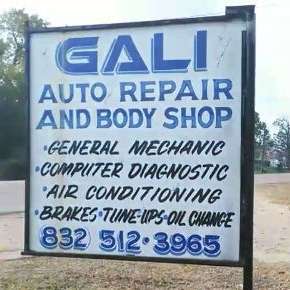 GALI
AUTO REPAIR
AND BODY SHOP
•GENERAL MECHANIC
•COMPUTER DIAGNOSTIC
•AIR CONDITIONING
•BRAKES•TUNE-UPS•OIL CHANGE
832 512•3965